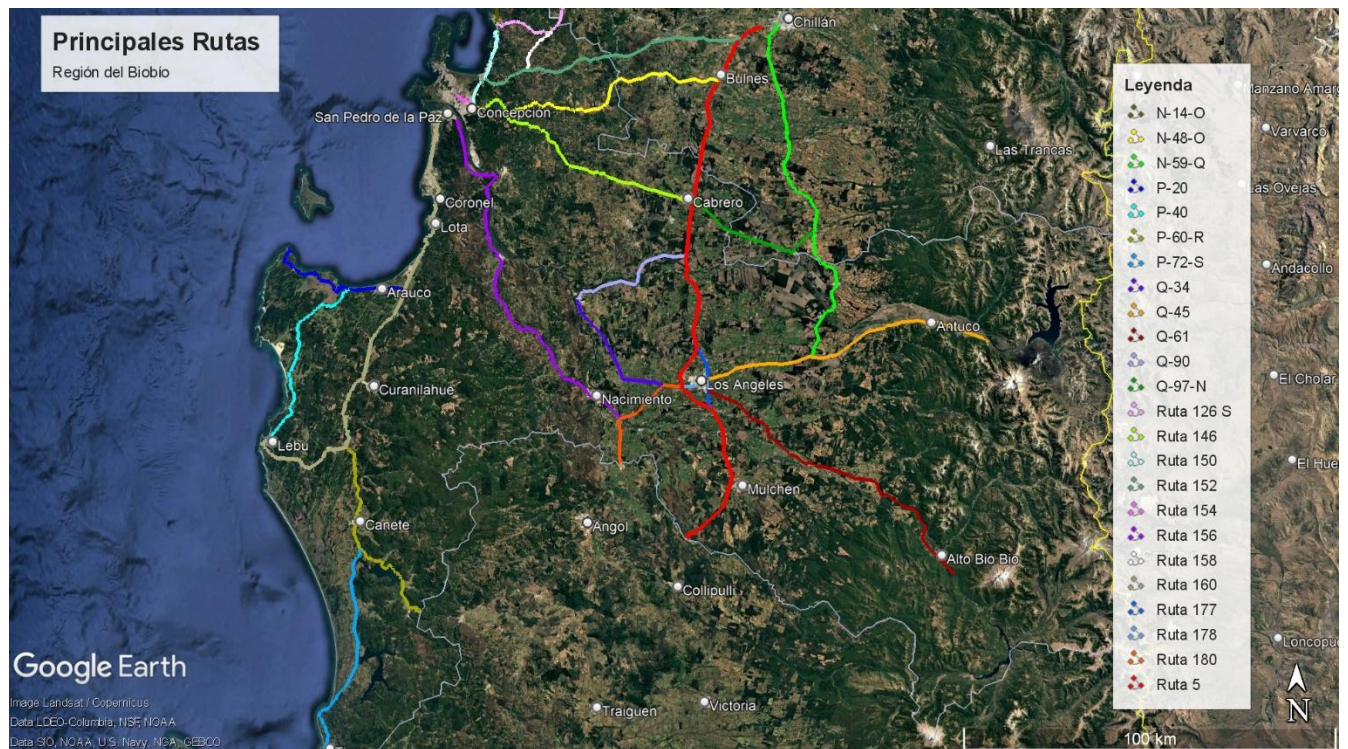 Principales Rutas
Región del Biobío
Chillán
Bulnes
San Pedro de la Paz
Concepción
Las Trancas
Coronel
Cabrero
Lota
Arauco
Antuco
Curanilahue
Los Angeles
Nacimiento
Lebu
Mulchen
Canete
Angol
Alto Bio Bio
Collipulli
Traiguen
Victoria
Leyenda
N-14-O
N-48-O
N-59-Q
P-20
P-40
P-60-R
P-72-S
Q-34
Q-45
Q-61
Q-90
Q-97-N
Ruta 126 S
Ruta 146
Ruta 150
Ruta 152
Ruta 154
Ruta 156
Ruta 158
Ruta 160
Ruta 177
Ruta 178
Ruta 180
Ruta 5
Manzano Amar
Varvarco
Las Ovejas
Andacollo
El Cholar
El Hue
Loncopue
Google Earth
Image Landsat / Copernicus
Data LDEO-Columbia, NSF, NOAA
Data SIO, NOAA, U.S. Navy, NGA, GEBCO
N
100 km